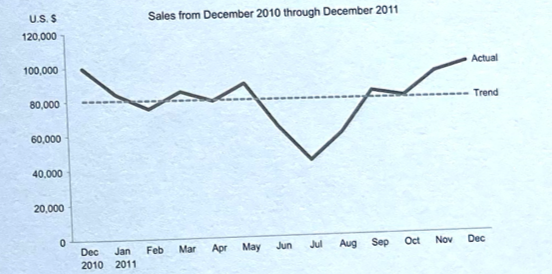 Sales from December 2010 through December 2011
U.S. $
120,000
100,000
80,000
60,000
40,000
20,000
0
Actual
Trend
Dec Jan Feb Mar Apr May Jun Jul Aug Sep Oct Nov Dec
2010 2011